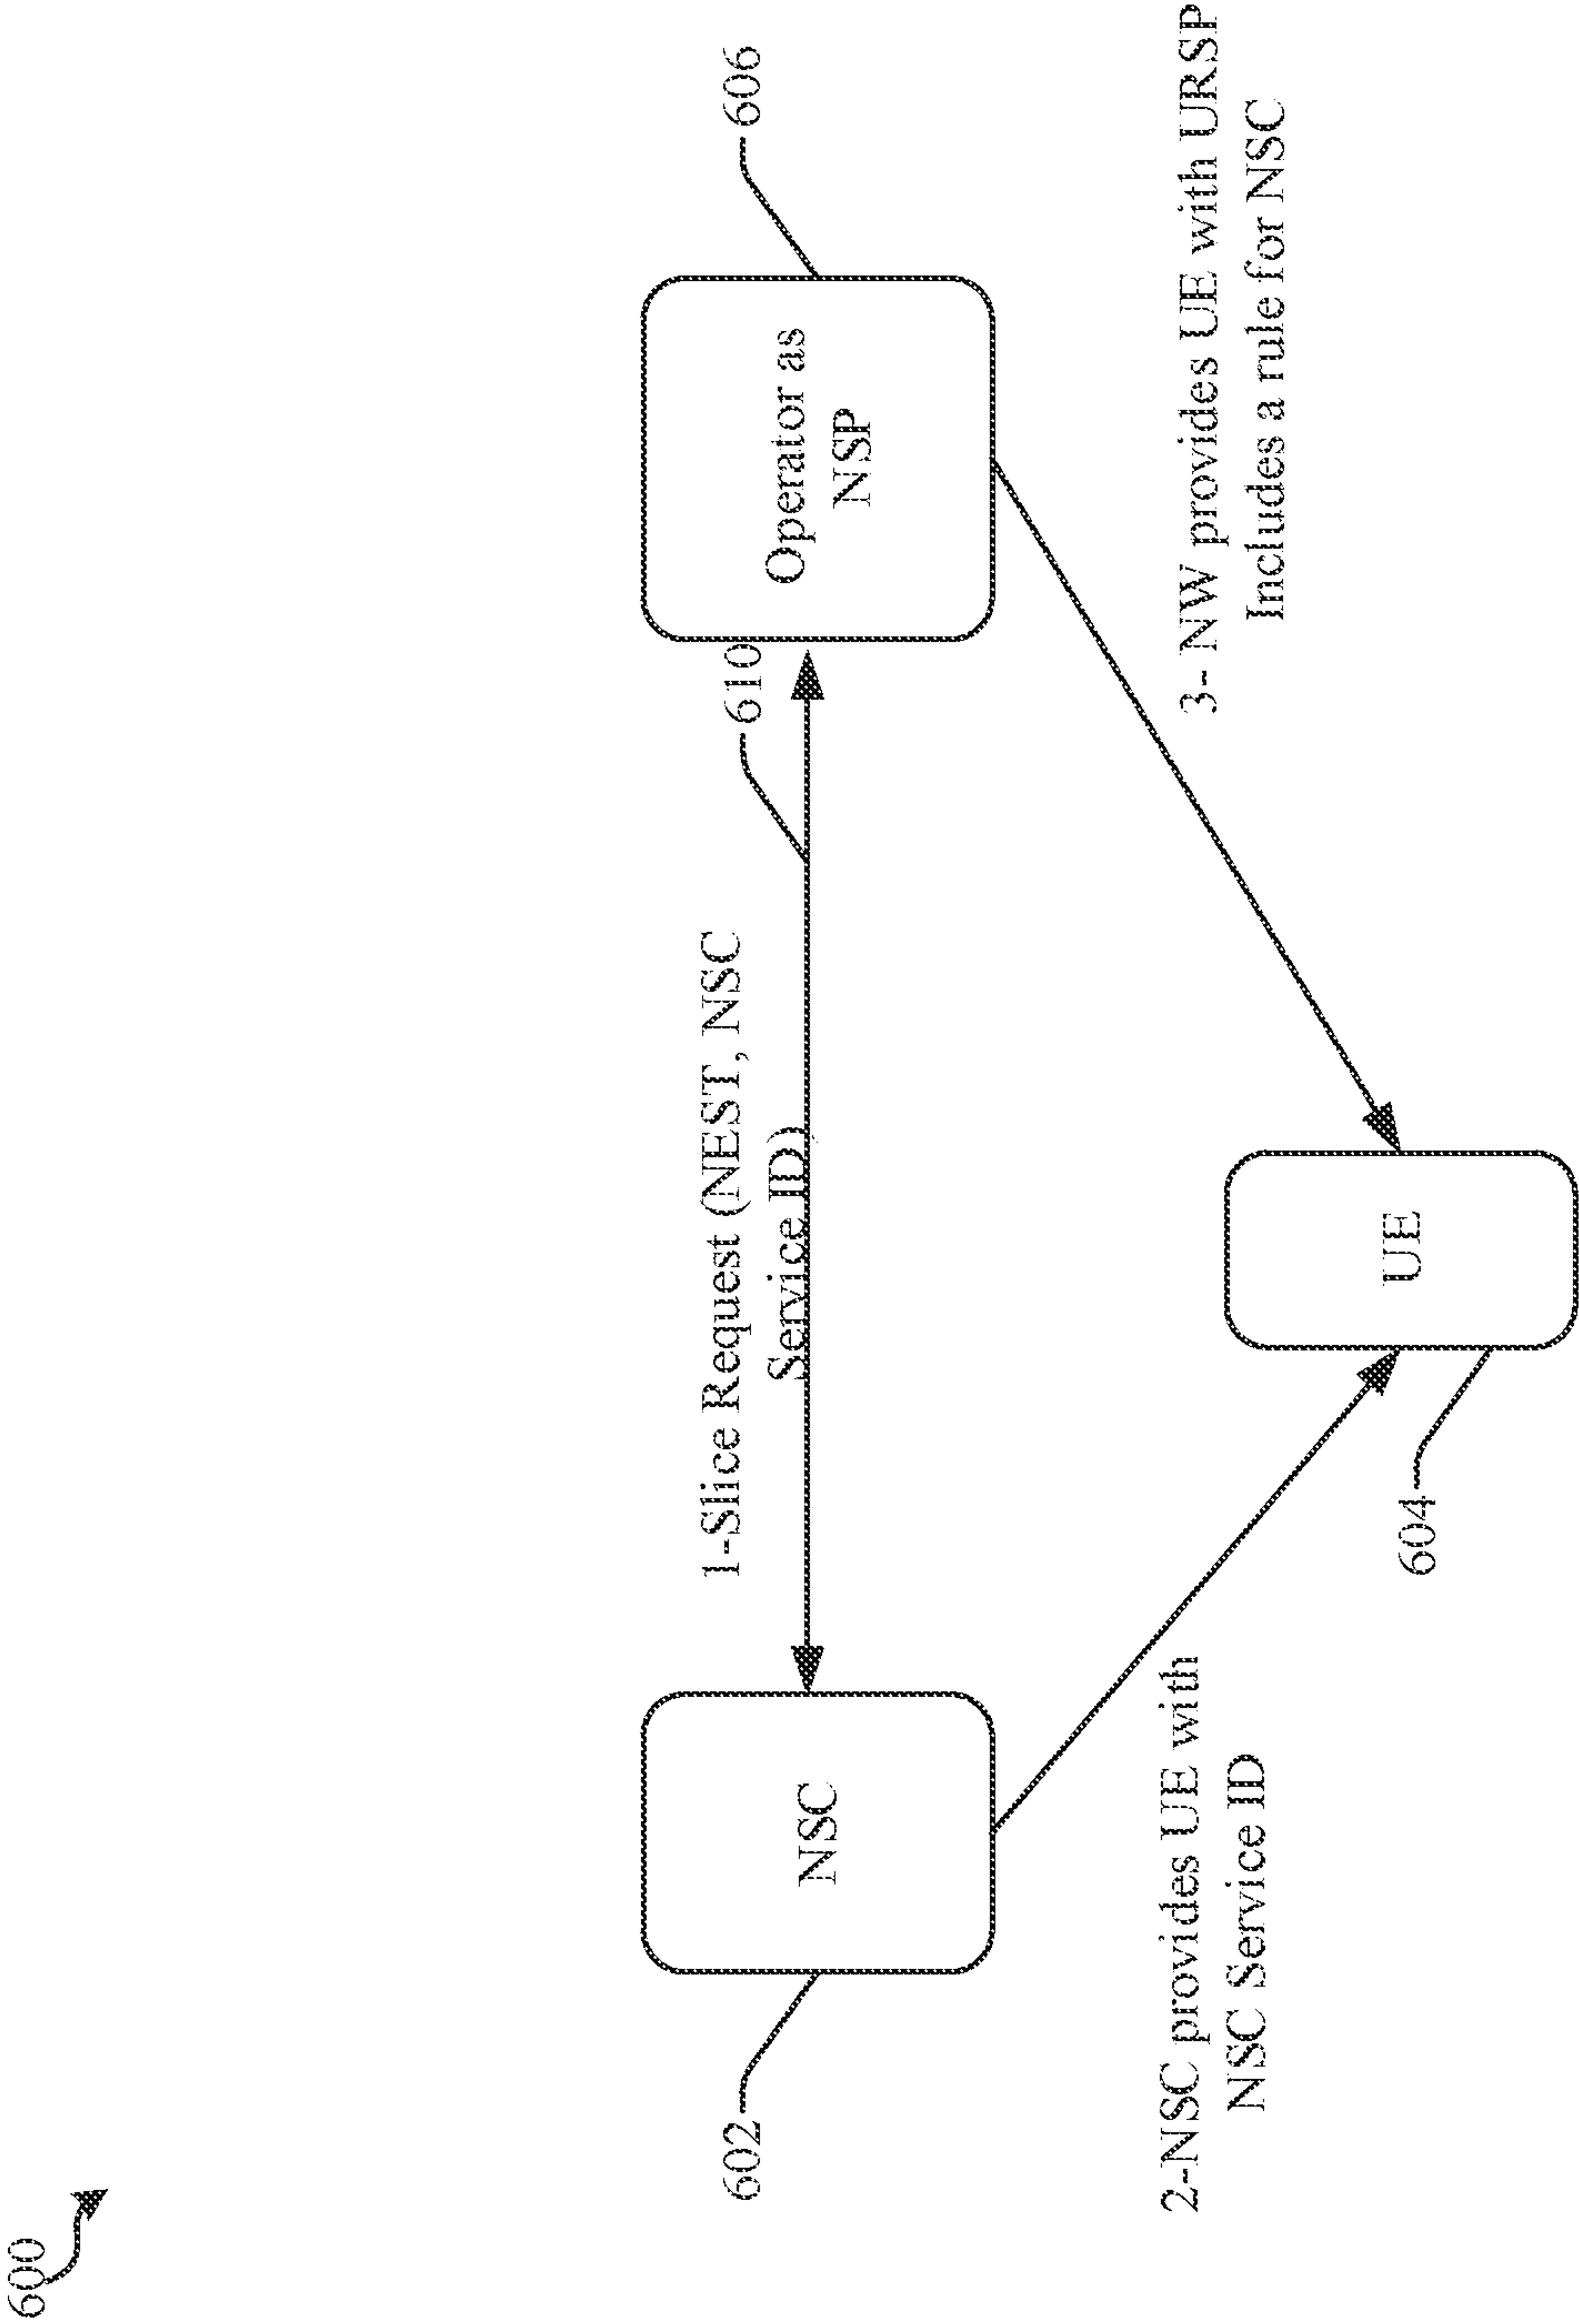 600
1-Slice Request (NEST, NSC
Service ID)
610
602
NSC
Operator as
NSP
606
2-NSC provides UE with
NSC Service ID
604
UE
3- NW provides UE with URSP
Includes a rule for NSC